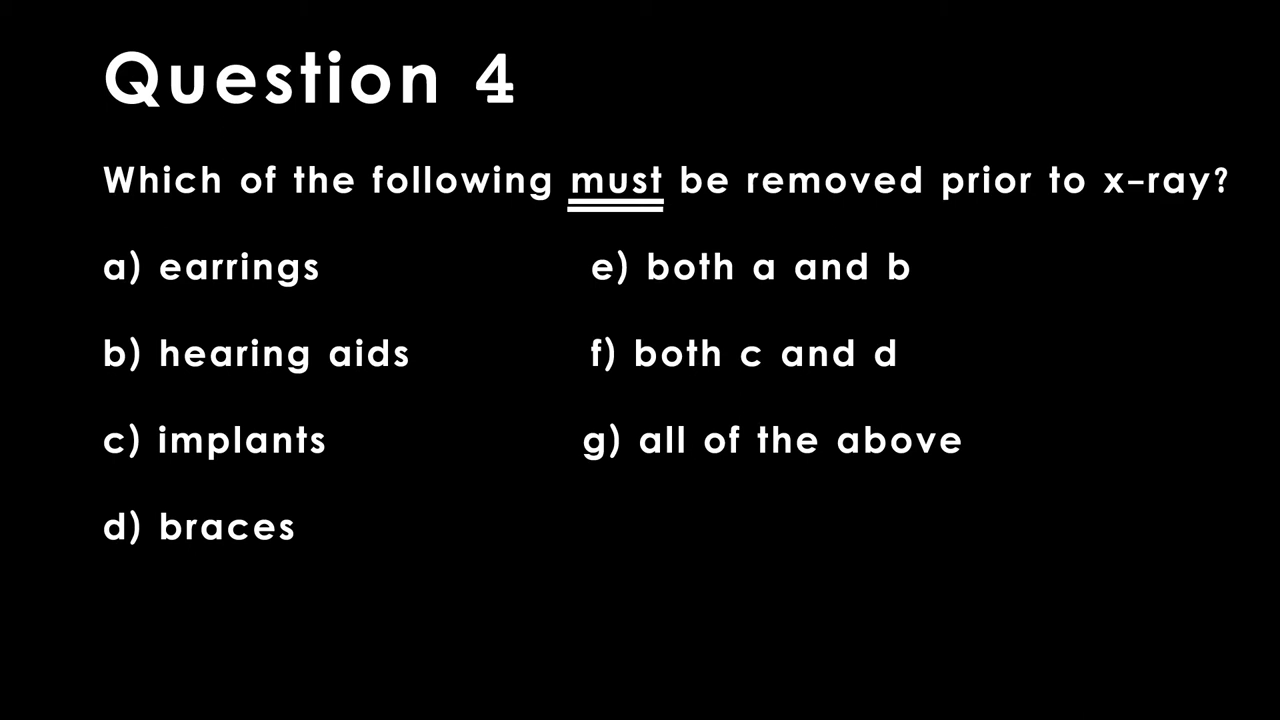 Question 4
Which of the following must be removed prior to x-ray?
a) earrings
b) hearing aids
c) implants
d) braces
e) both a and b
f) both c and d
g) all of the above